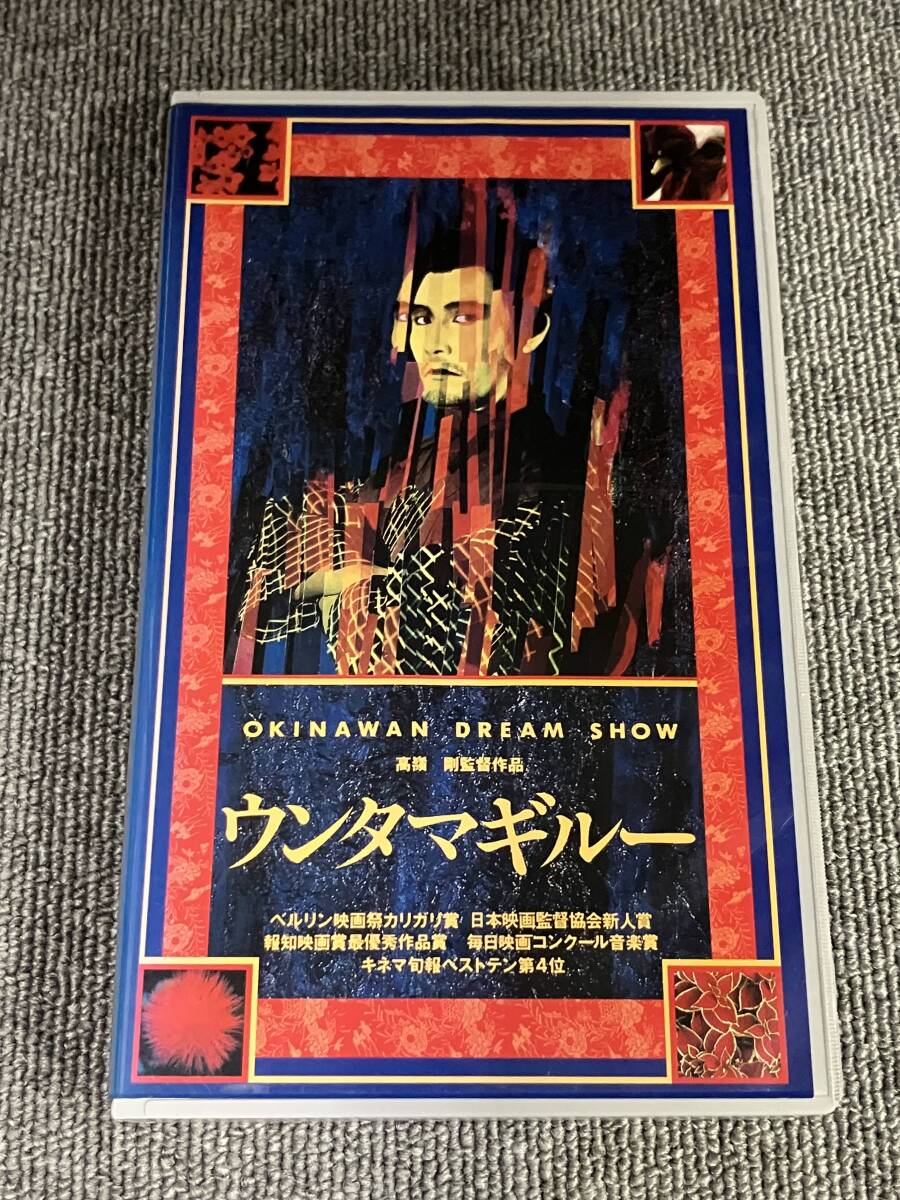 OKINAWAN DREAM SHOW
高嶺 剛監督作品
ウンタマギルー
ベルリン映画祭カリガリ賞 日本映画監督協会新人賞
報知映画賞最優秀作品賞 毎日映画コンクール音楽賞
キネマ旬報ベストテン第4位